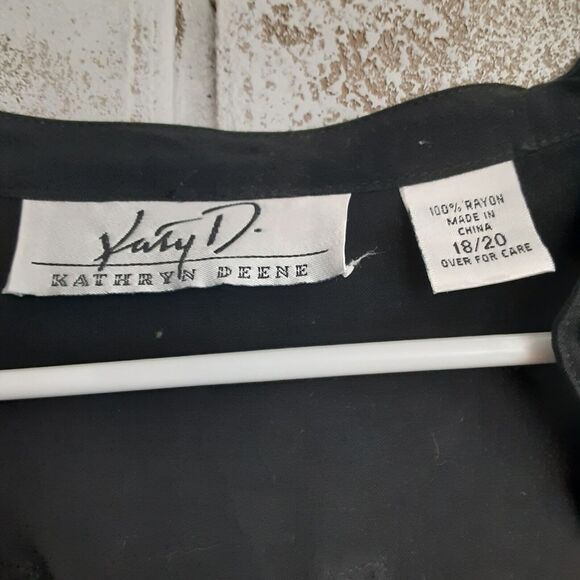 Katy D.
KATHRYN DEENE
100% RAYON
MADE IN
CHINA
18/20
OVER FOR CARE